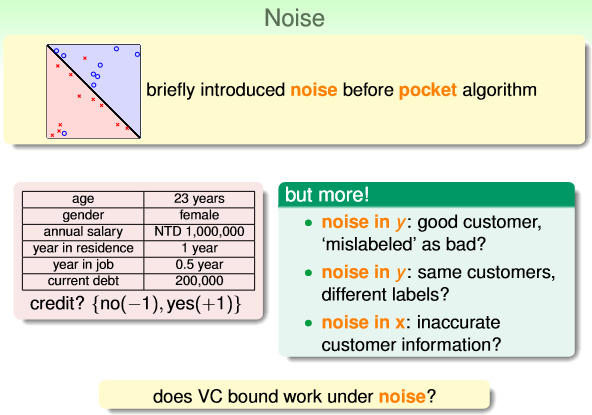 Noise
briefly introduced noise before pocket algorithm
age 23 years
gender female
annual salary NTD 1,000,000
year in residence 1 year
year in job 0.5 year
current debt 200,000
credit? {no(−1), yes(+1)}
but more!
• noise in y: good customer,
‘mislabeled’ as bad?
• noise in y: same customers,
different labels?
• noise in x: inaccurate
customer information?
does VC bound work under noise?